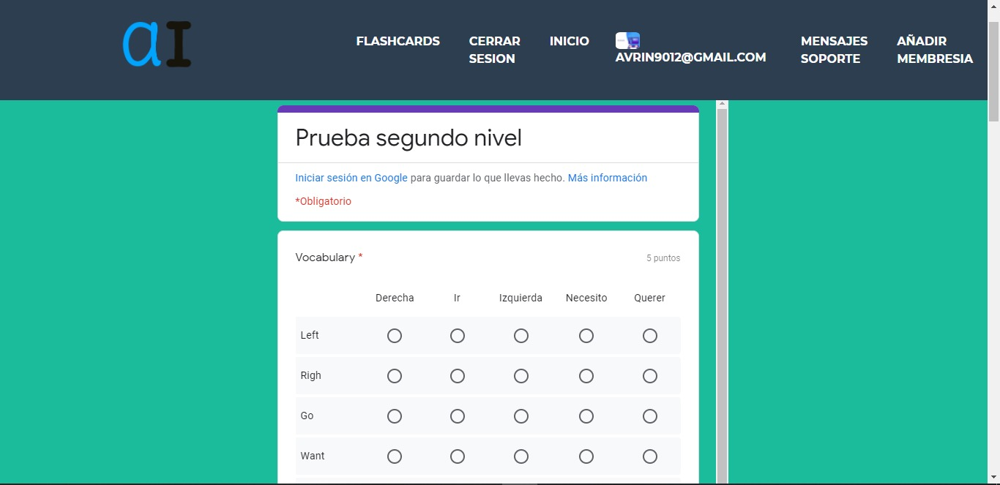 aI
FLASHCARDS
CERRAR
SESION
INICIO
AVRIN9012@GMAIL.COM
MENSAJES
SOPORTE
AÑADIR
MEMBRESIA
Prueba segundo nivel
Iniciar sesión en Google para guardar lo que llevas hecho. Más información
*Obligatorio
Vocabulary *
5 puntos
Derecha Ir Izquierda Necesito Querer
Left
Righ
Go
Want